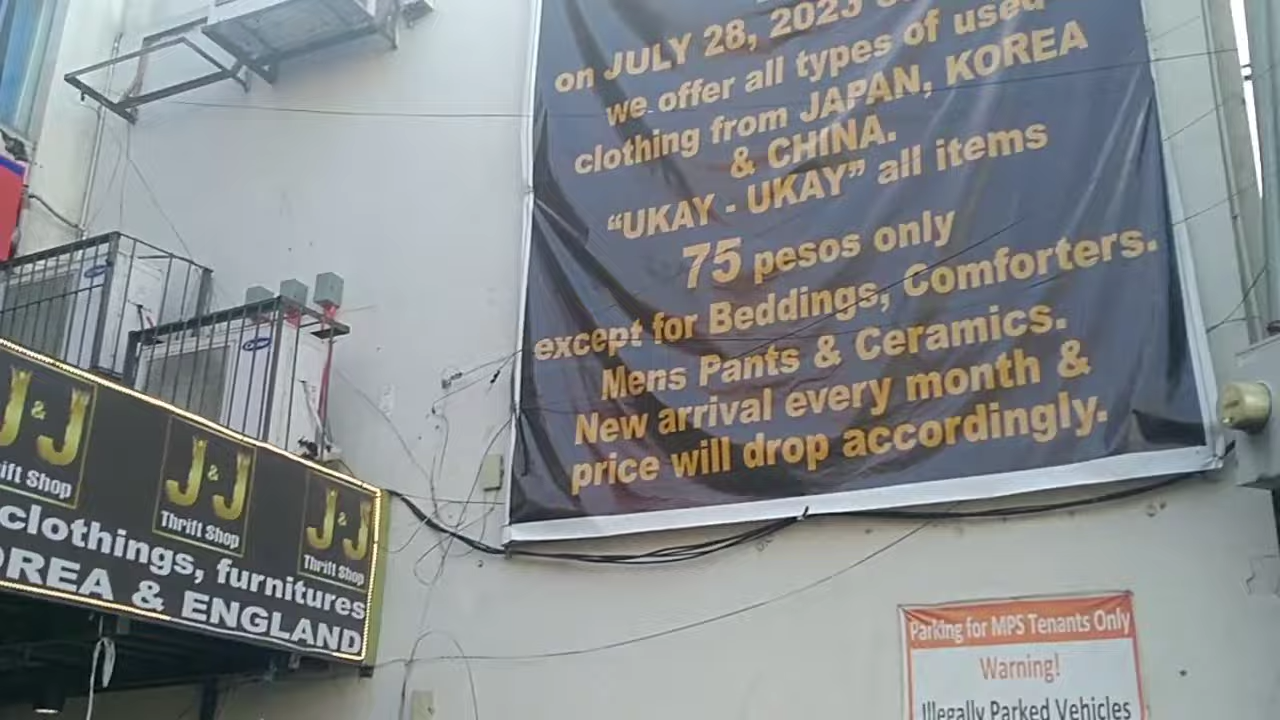 on JULY 28, 2023
we offer all types of used
clothing from JAPAN, KOREA
& CHINA.
“UKAY - UKAY” all items
75 pesos only
except for Beddings, Comforters.
Mens Pants & Ceramics.
New arrival every month &
price will drop accordingly.
J & J
ift Shop
J & J
Thrift Shop
J & J
Thrift Shop
clothings, furnitures
OREA & ENGLAND
Parking for MPS Tenants Only
Warning!
Illegally Parked Vehicles